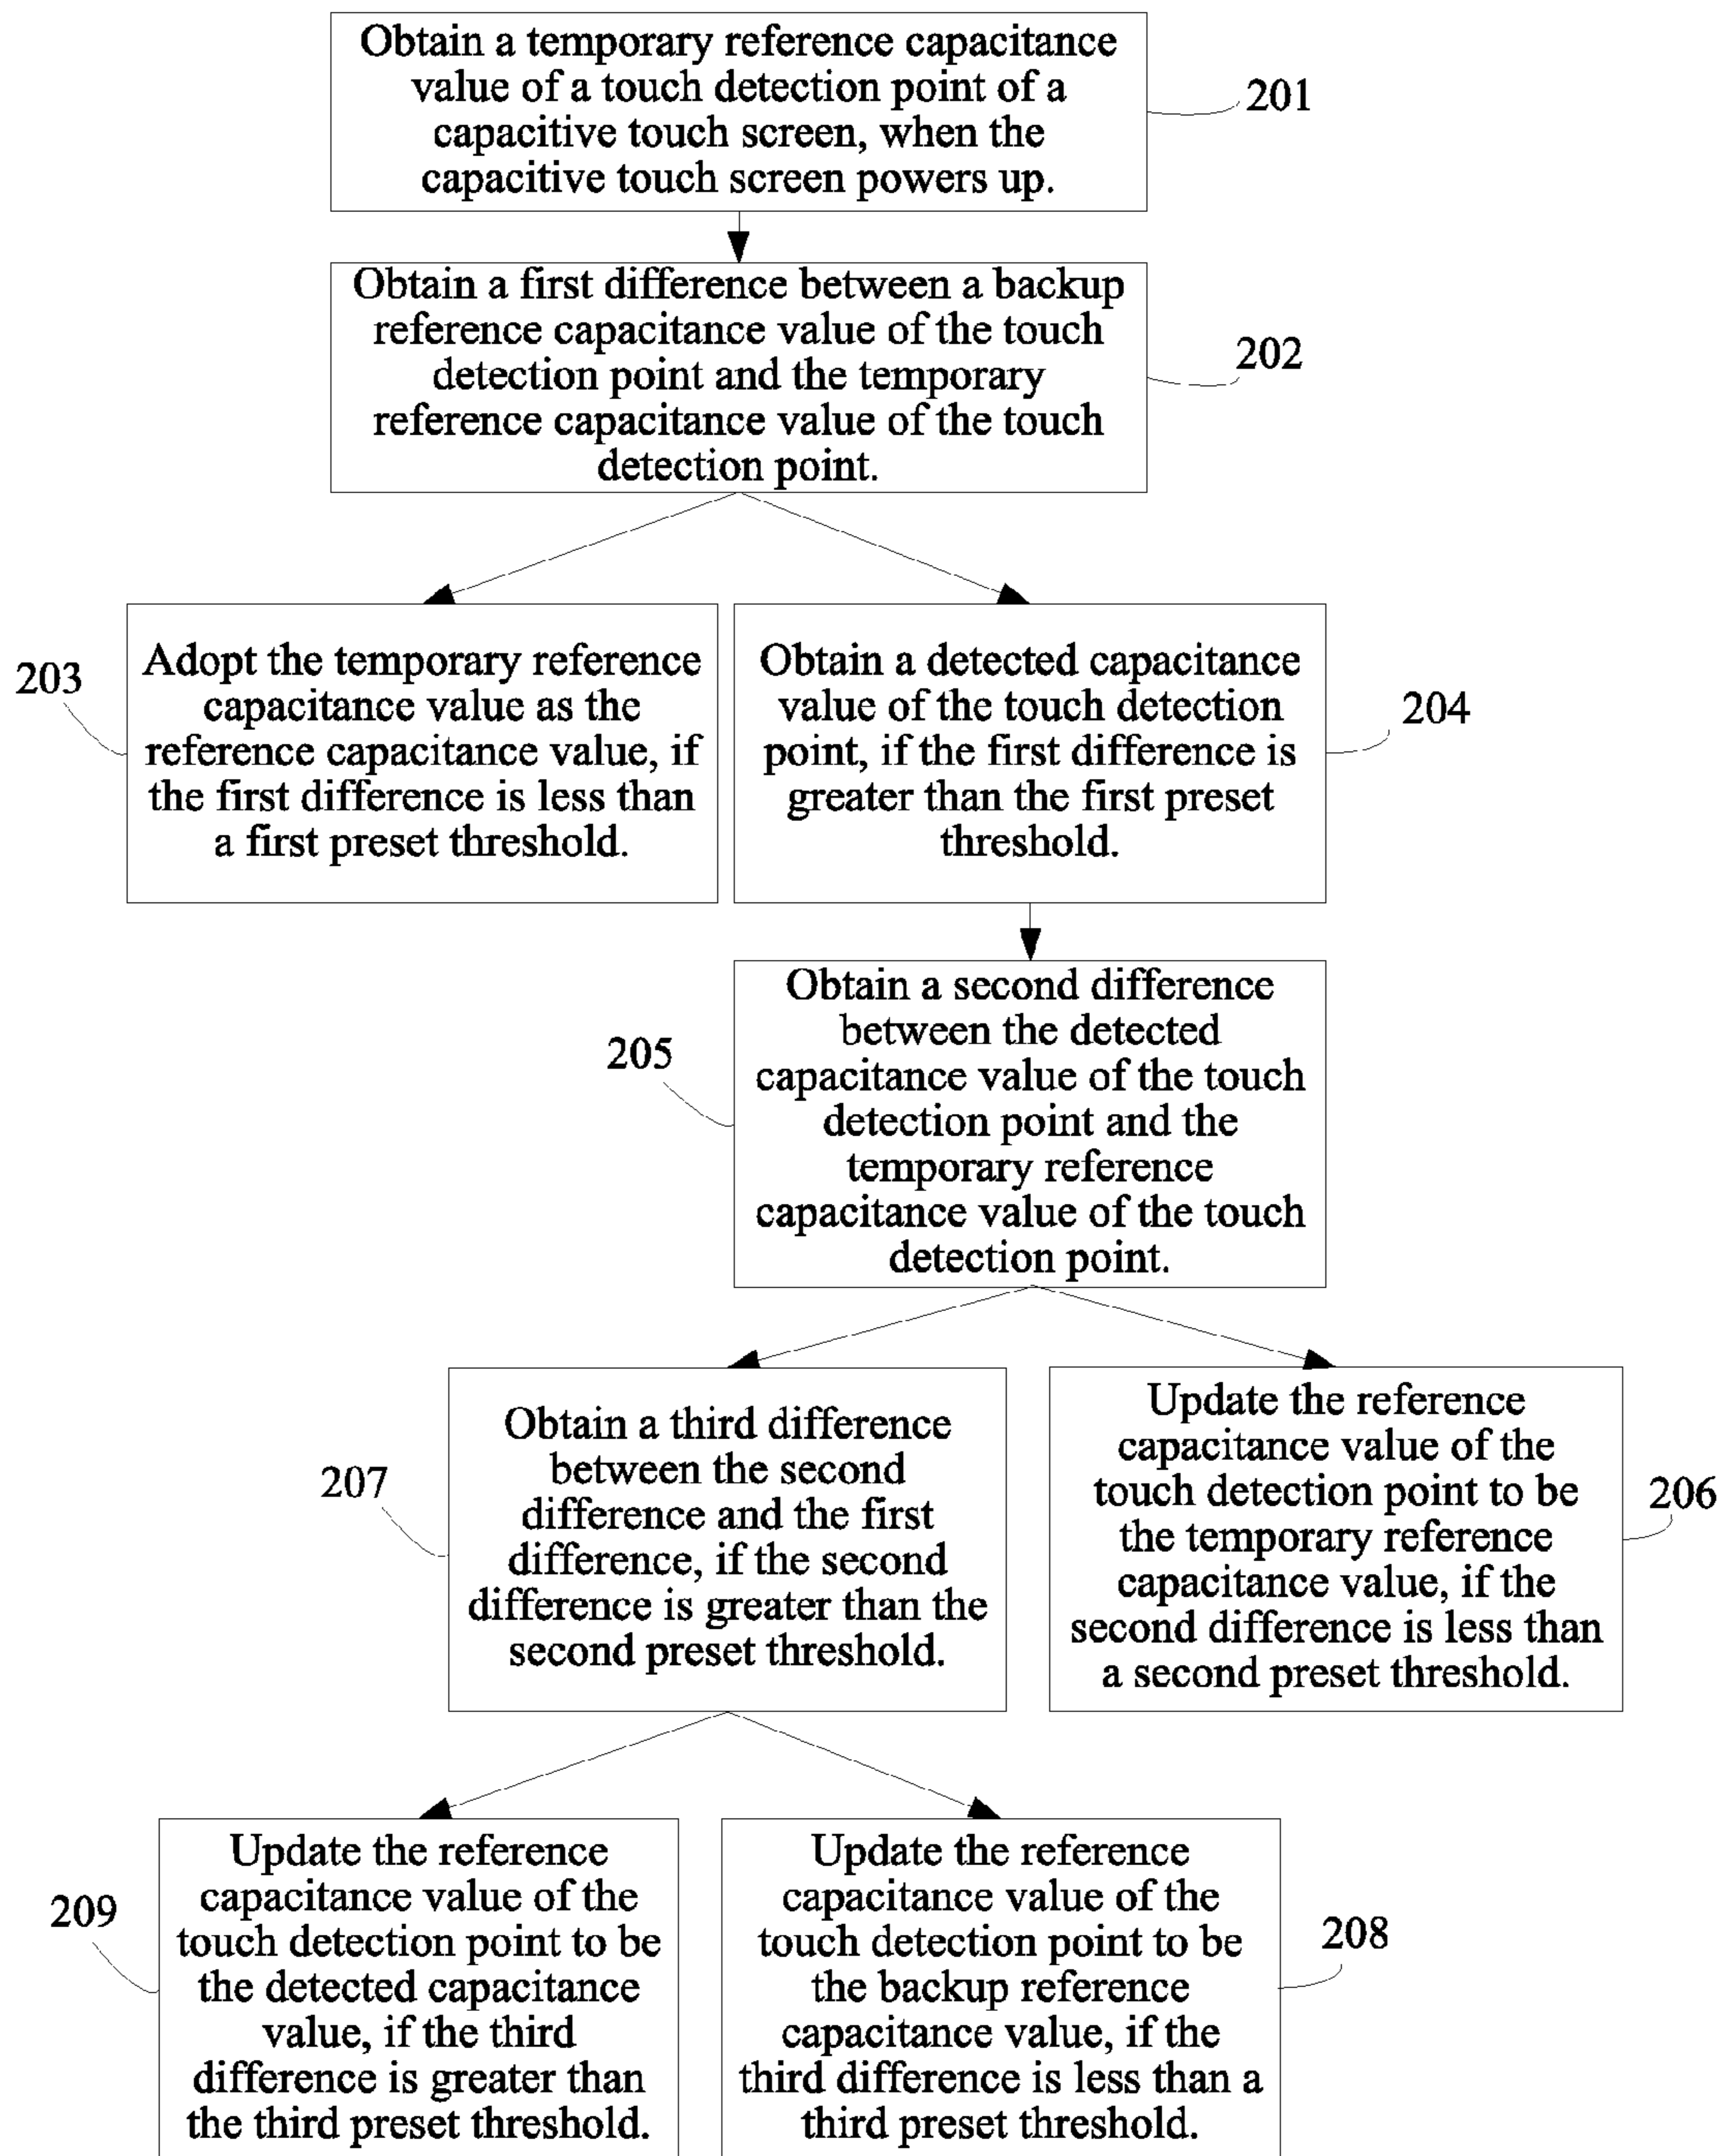 Obtain a temporary reference capacitance
value of a touch detection point of a
capacitive touch screen, when the
capacitive touch screen powers up.
201
Obtain a first difference between a backup
reference capacitance value of the touch
detection point and the temporary
reference capacitance value of the touch
detection point.
202
203
Adopt the temporary reference
capacitance value as the
reference capacitance value, if
the first difference is less than
a first preset threshold.
Obtain a detected capacitance
value of the touch detection
point, if the first difference is
greater than the first preset
threshold.
204
205
Obtain a second difference
between the detected
capacitance value of the touch
detection point and the
temporary reference
capacitance value of the touch
detection point.
207
Obtain a third difference
between the second
difference and the first
difference, if the second
difference is greater than the
second preset threshold.
Update the reference
capacitance value of the
touch detection point to be
the temporary reference
capacitance value, if the
second difference is less than
a second preset threshold.
206
209
Update the reference
capacitance value of the
touch detection point to be
the detected capacitance
value, if the third
difference is greater than
the third preset threshold.
Update the reference
capacitance value of the
touch detection point to be
the backup reference
capacitance value, if the
third difference is less than a
third preset threshold.
208